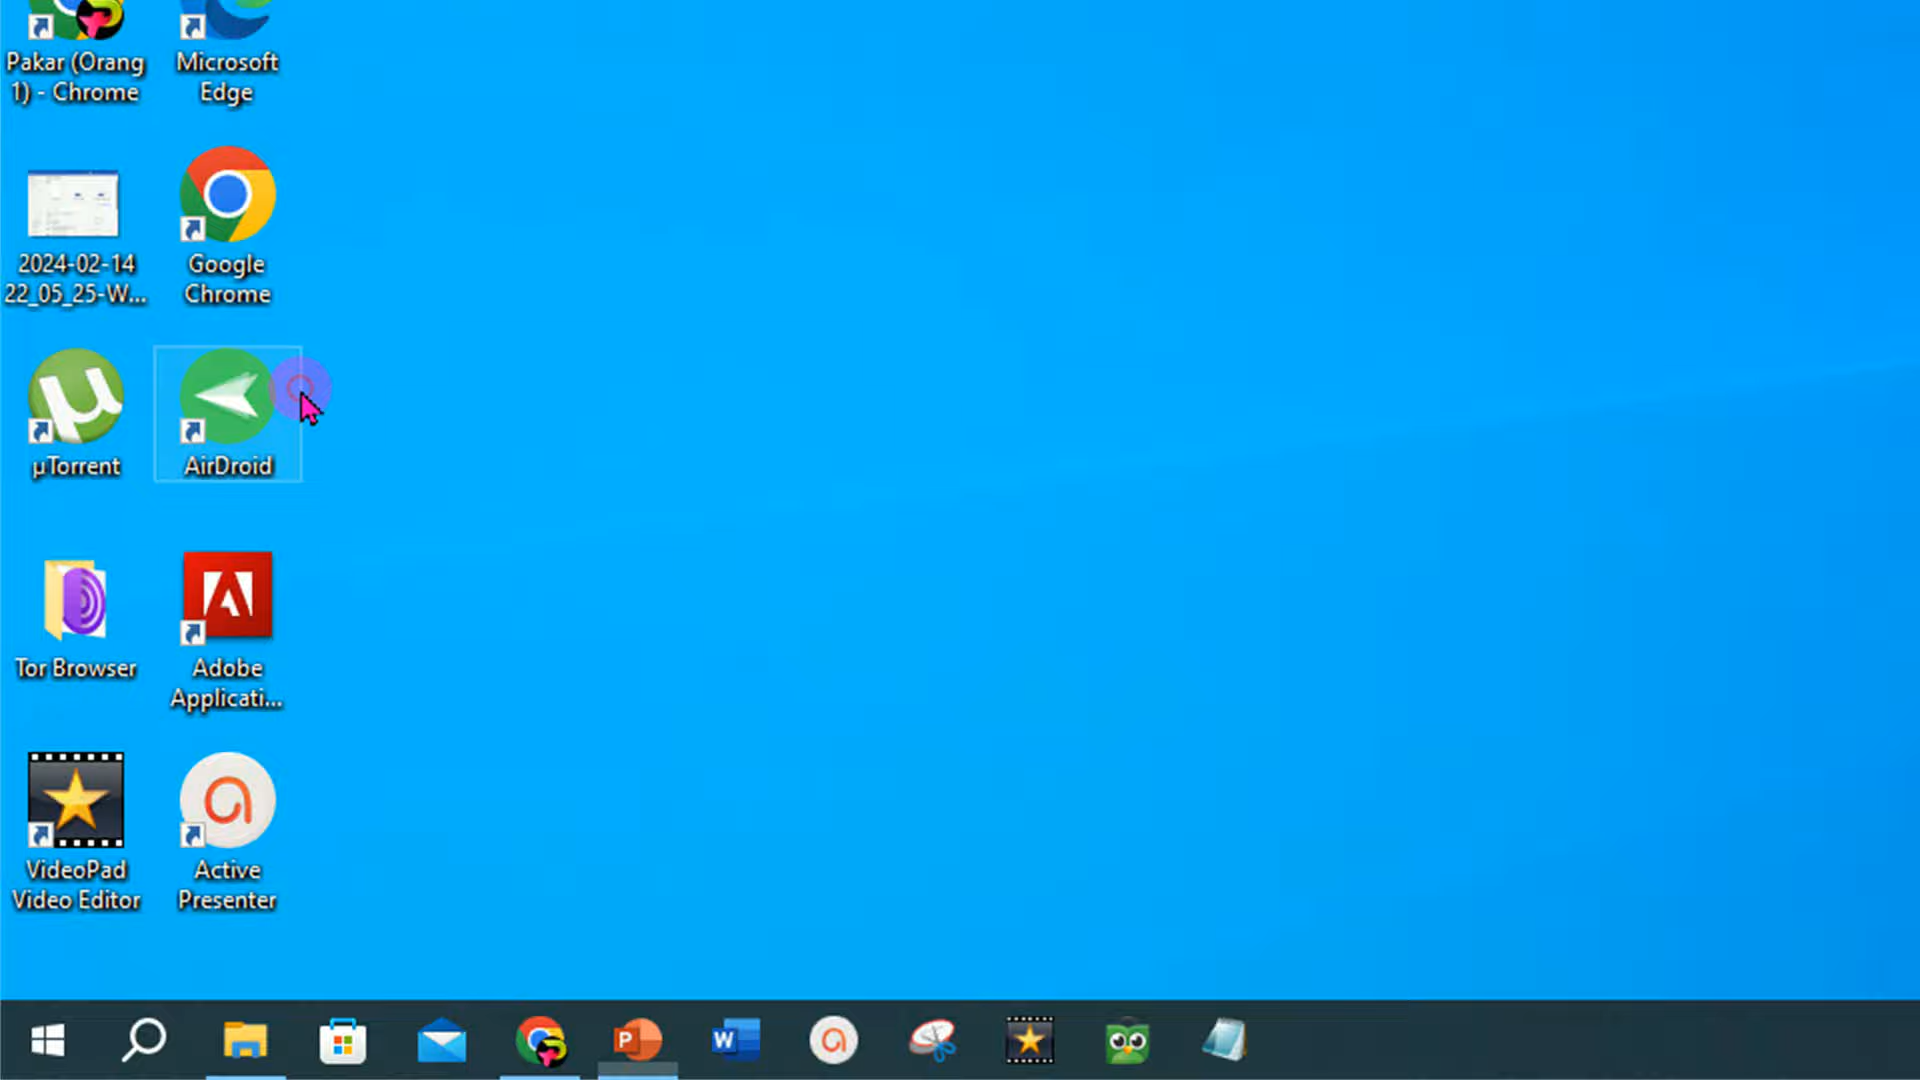 Pakar (Orang
1) - Chrome
Microsoft
Edge
2024-02-14
22_05_25-W...
Google
Chrome
µTorrent
AirDroid
Tor Browser
Adobe
Applicati...
VideoPad
Video Editor
Active
Presenter